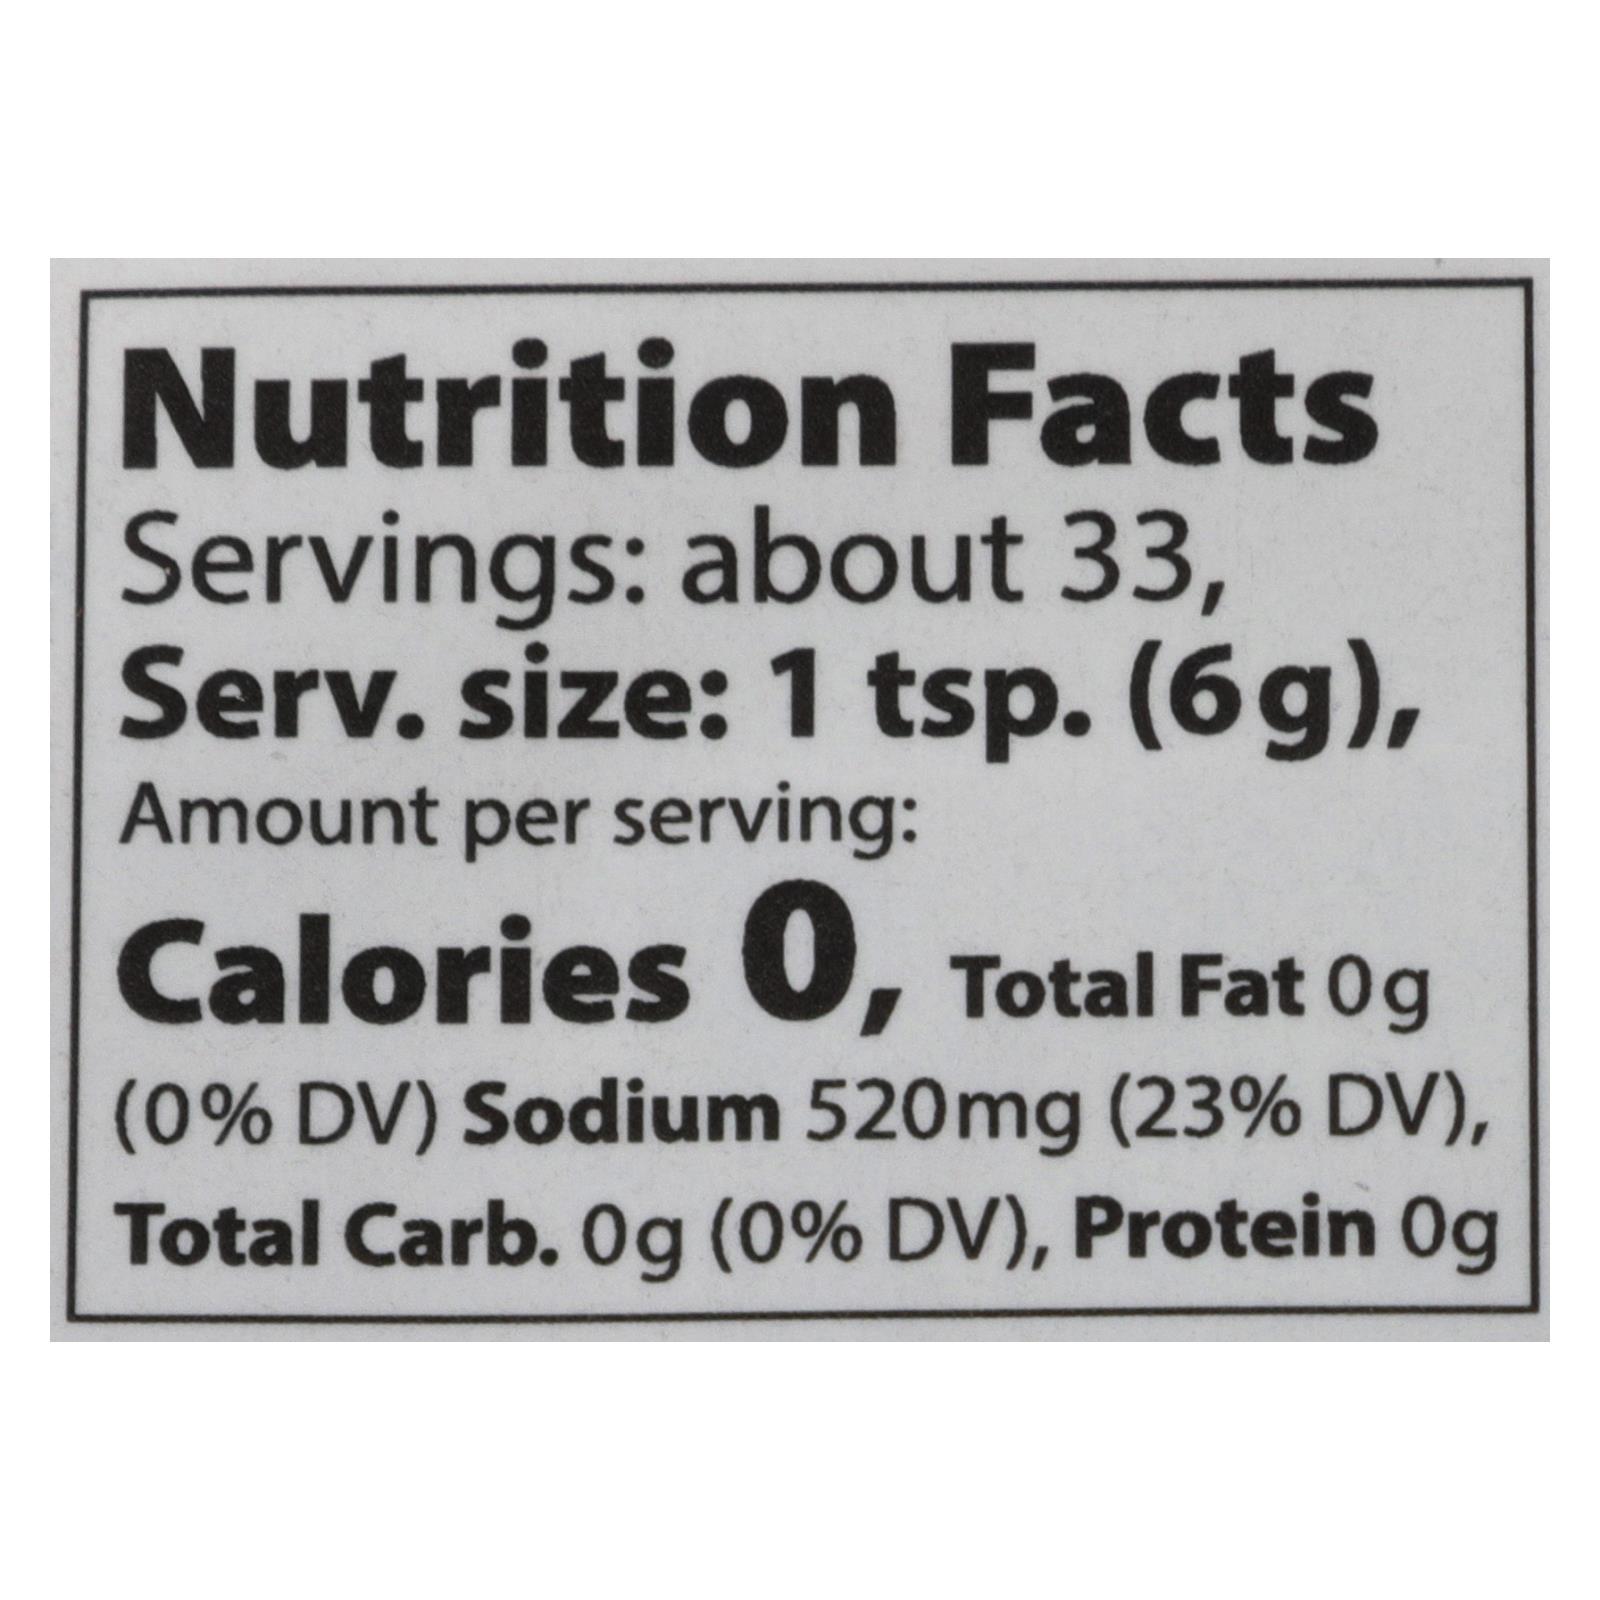 Nutrition Facts
Servings: about 33,
Serv. size: 1 tsp. (6g),
Amount per serving:
Calories 0, Total Fat 0g
(0% DV) Sodium 520mg (23% DV),
Total Carb. 0g (0% DV), Protein 0g